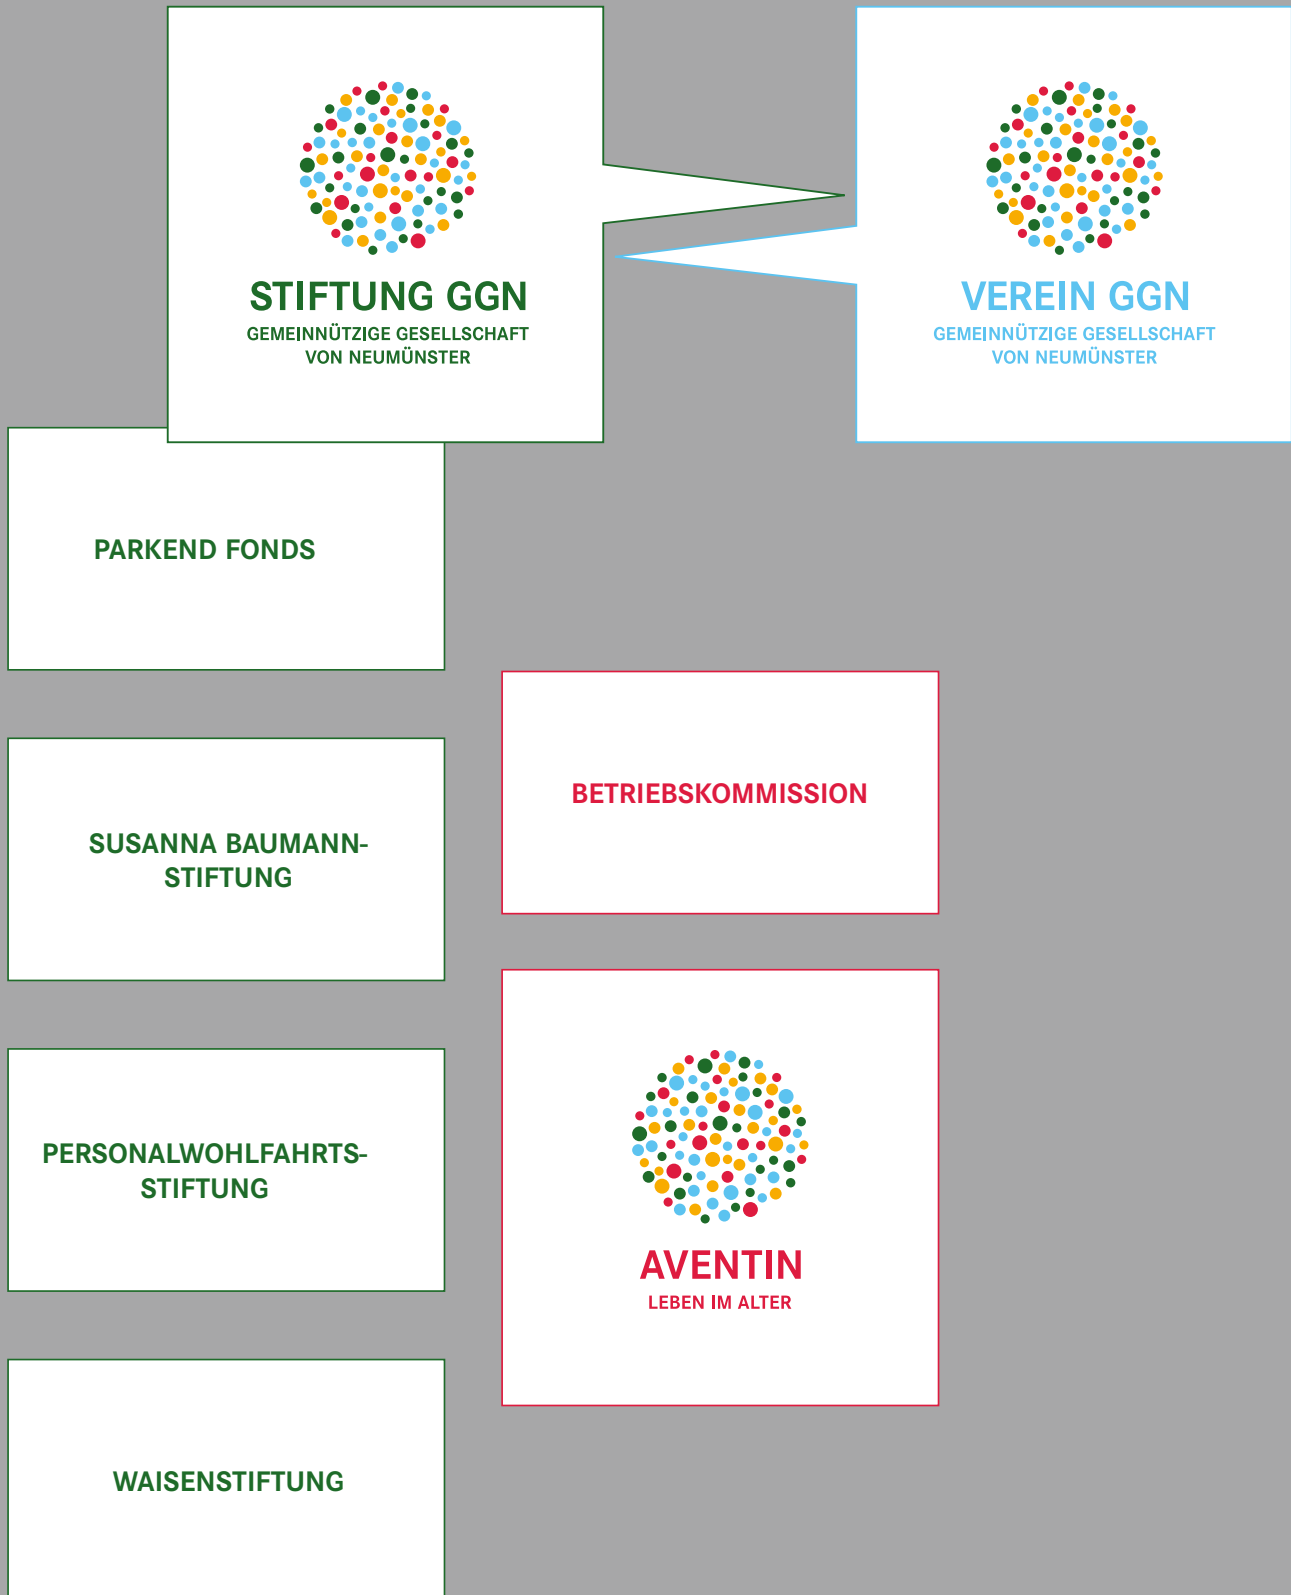 STIFTUNG GGN
GEMEINNÜTZIGE GESELLSCHAFT
VON NEUMÜNSTER
VEREIN GGN
GEMEINNÜTZIGE GESELLSCHAFT
VON NEUMÜNSTER
PARKEND FONDS
BETRIEBSKOMMISSION
SUSANNA BAUMANN-
STIFTUNG
PERSONALWOHLFAHRTS-
STIFTUNG
AVENTIN
LEBEN IM ALTER
WAISENSTIFTUNG